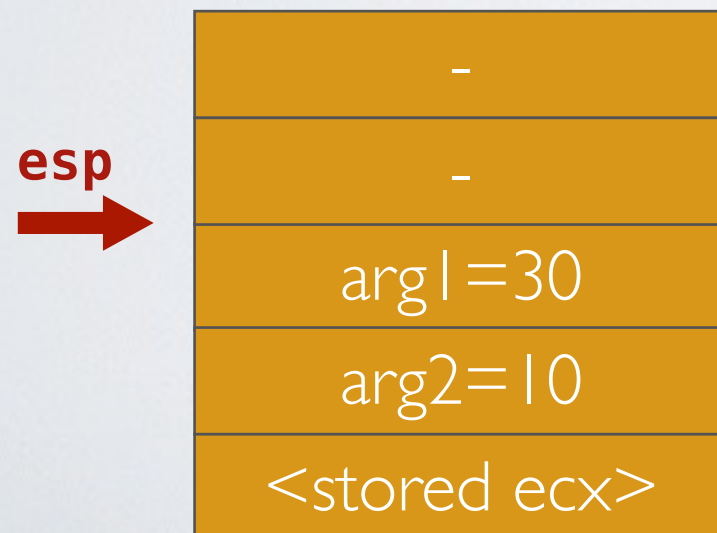 -
esp
-
arg1=30
arg2=10
<stored ecx>